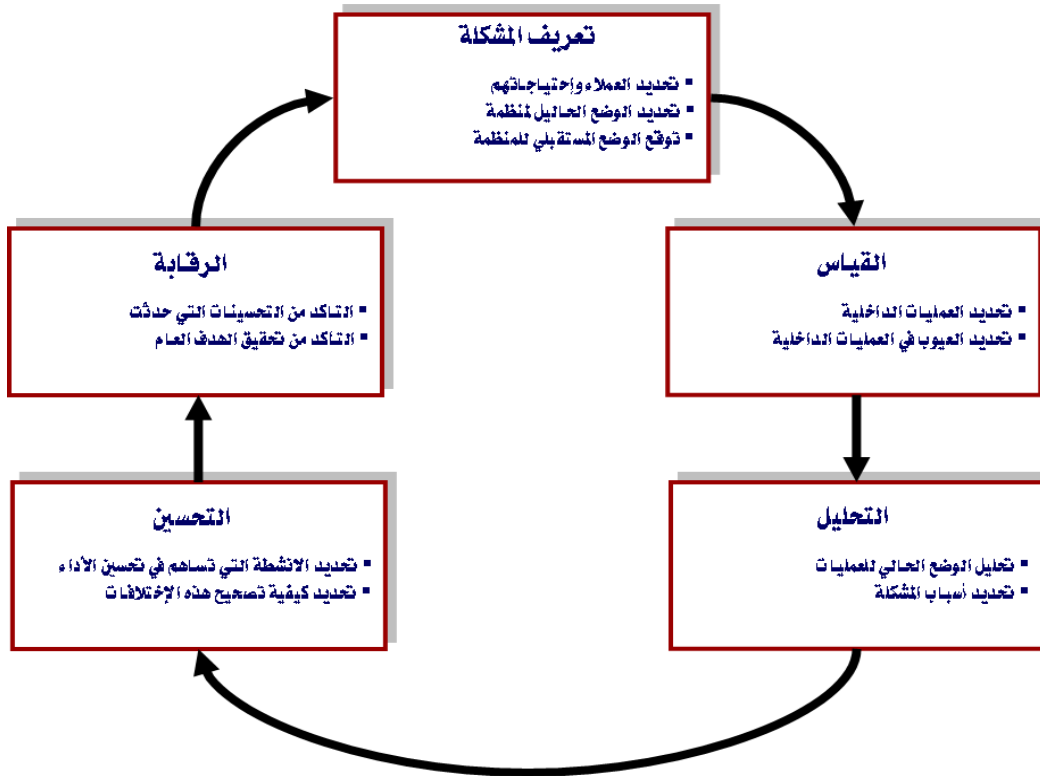 تعريف المشكلة
▪ تحديد العملاء وإحتياجاتهم
▪ تحديد الوضع الحاليل لمنظمة
▪ توقع الوضع المستقبلي للمنظمة
القياس
▪ تحديد العمليات الداخلية
▪ تحديد العيوب في العمليات الداخلية
التحليل
▪ تحليل الوضع الحالي للعمليات
▪ تحديد أسباب المشكلة
التحسين
▪ تحديد الانشطة التي تساهم في تحسين الأداء
▪ تحديد كيفية تصحيح هذه الإختلافات
الرقابة
▪ التاكد من التحسينات التي حدثت
▪ التاكد من تحقيق الهدف العام